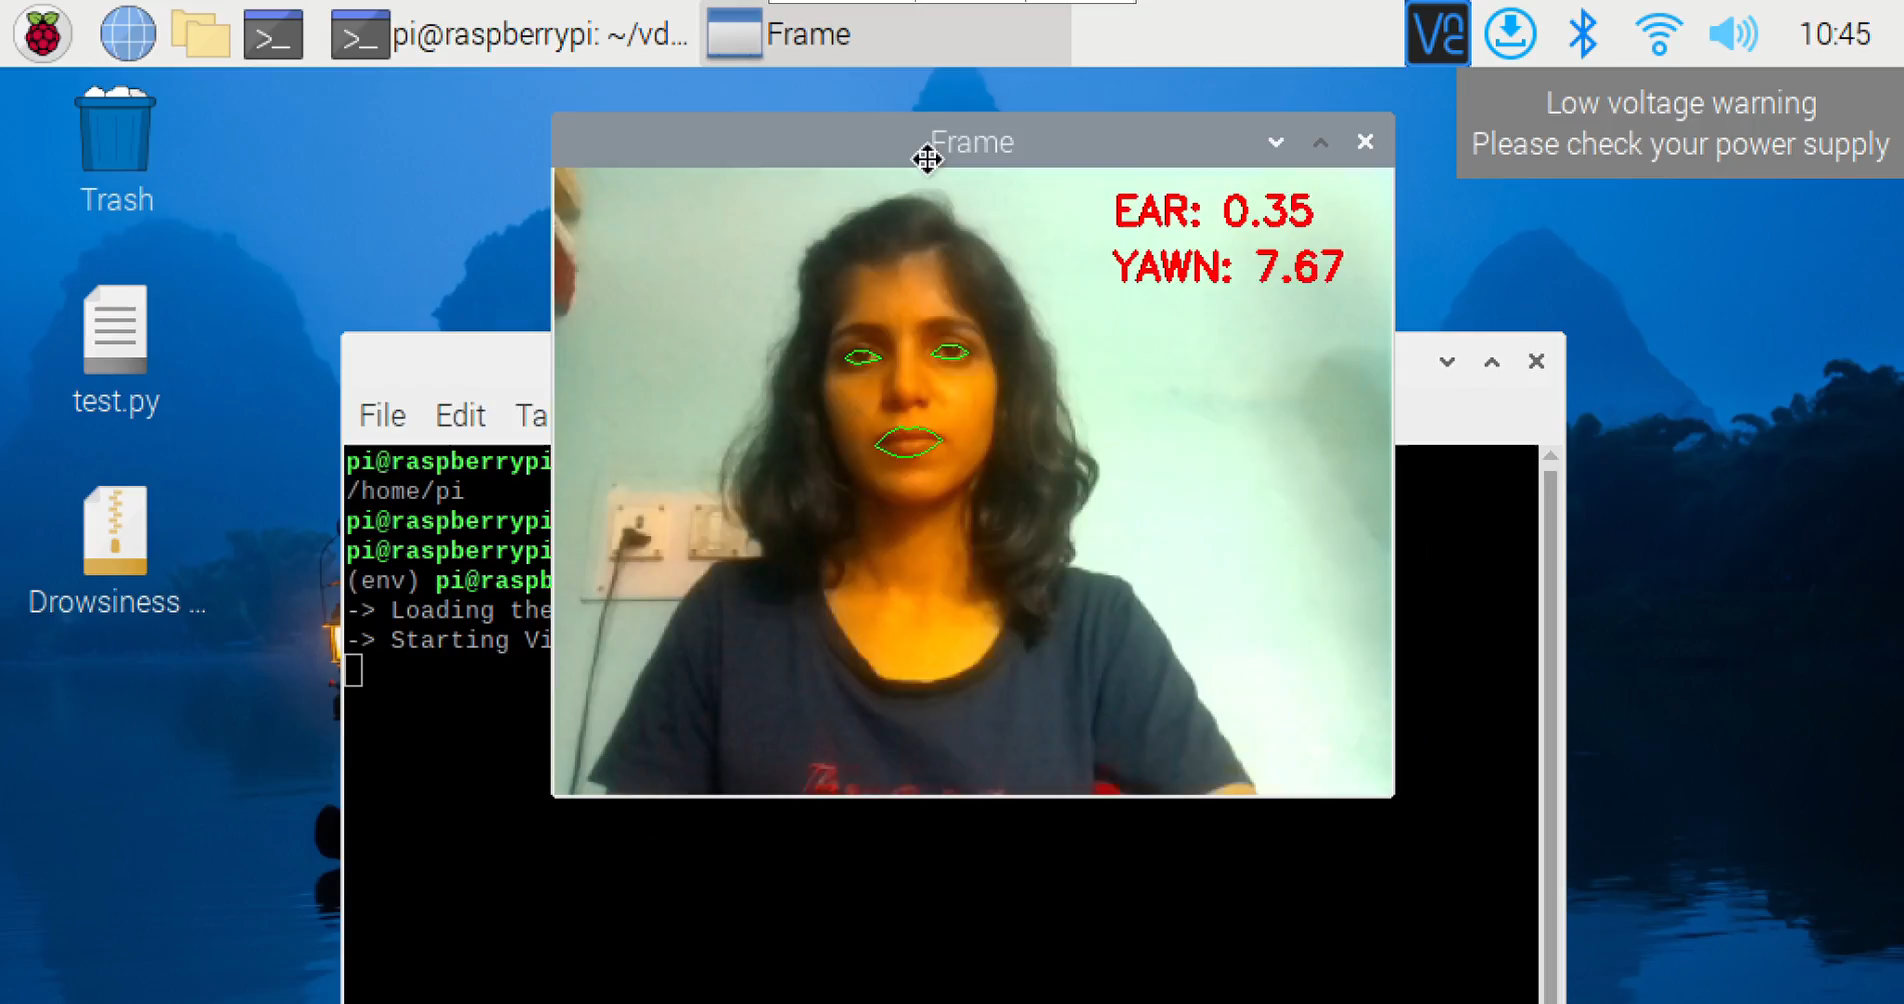 pi@raspberrypi: ~/vd...
Frame
10:45
Low voltage warning
Please check your power supply
Trash
test.py
Drowsiness ...
Frame
EAR: 0.35
YAWN: 7.67
File Edit Ta
pi@raspberrypi
/home/pi
pi@raspberrypi
pi@raspberrypi
(env) pi@raspb
-> Loading the
-> Starting Vi